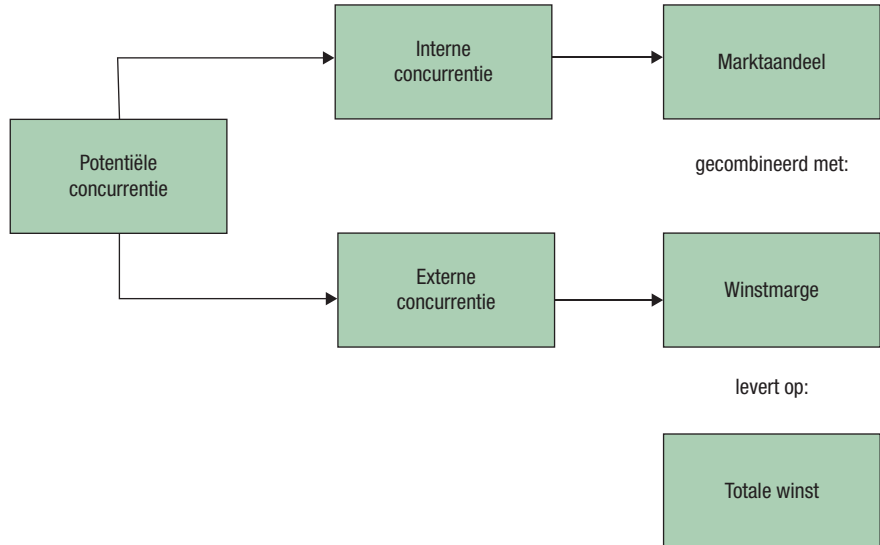 Interne
concurrentie
Marktaandeel
Potentiële
concurrentie
gecombineerd met:
Externe
concurrentie
Winstmarge
levert op:
Totale winst